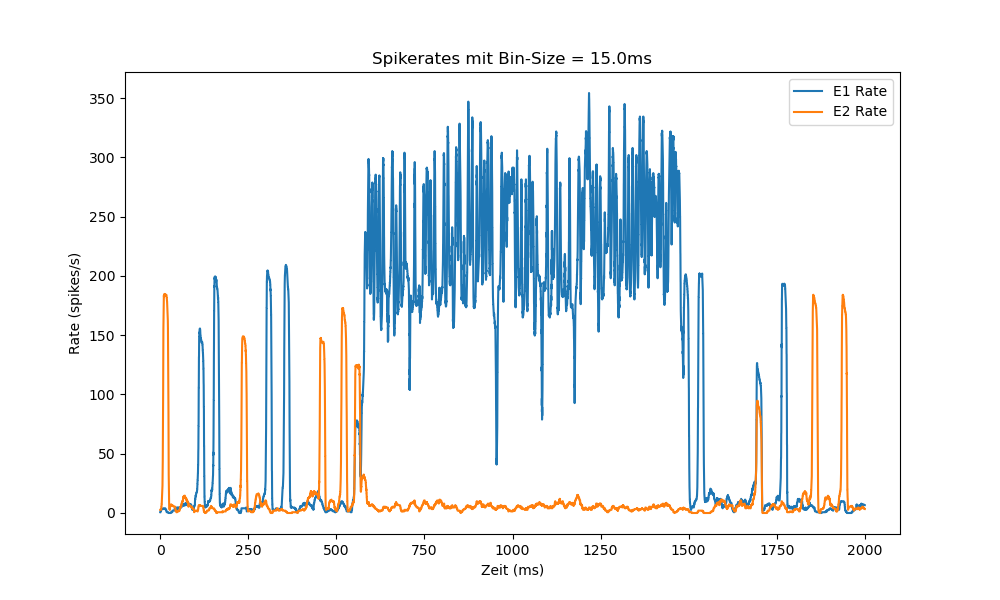 Spikerates mit Bin-Size = 15.0ms
E1 Rate
E2 Rate
Rate (spikes/s)
350
300
250
200
150
100
50
0
0 250 500 750 1000 1250 1500 1750 2000
Zeit (ms)